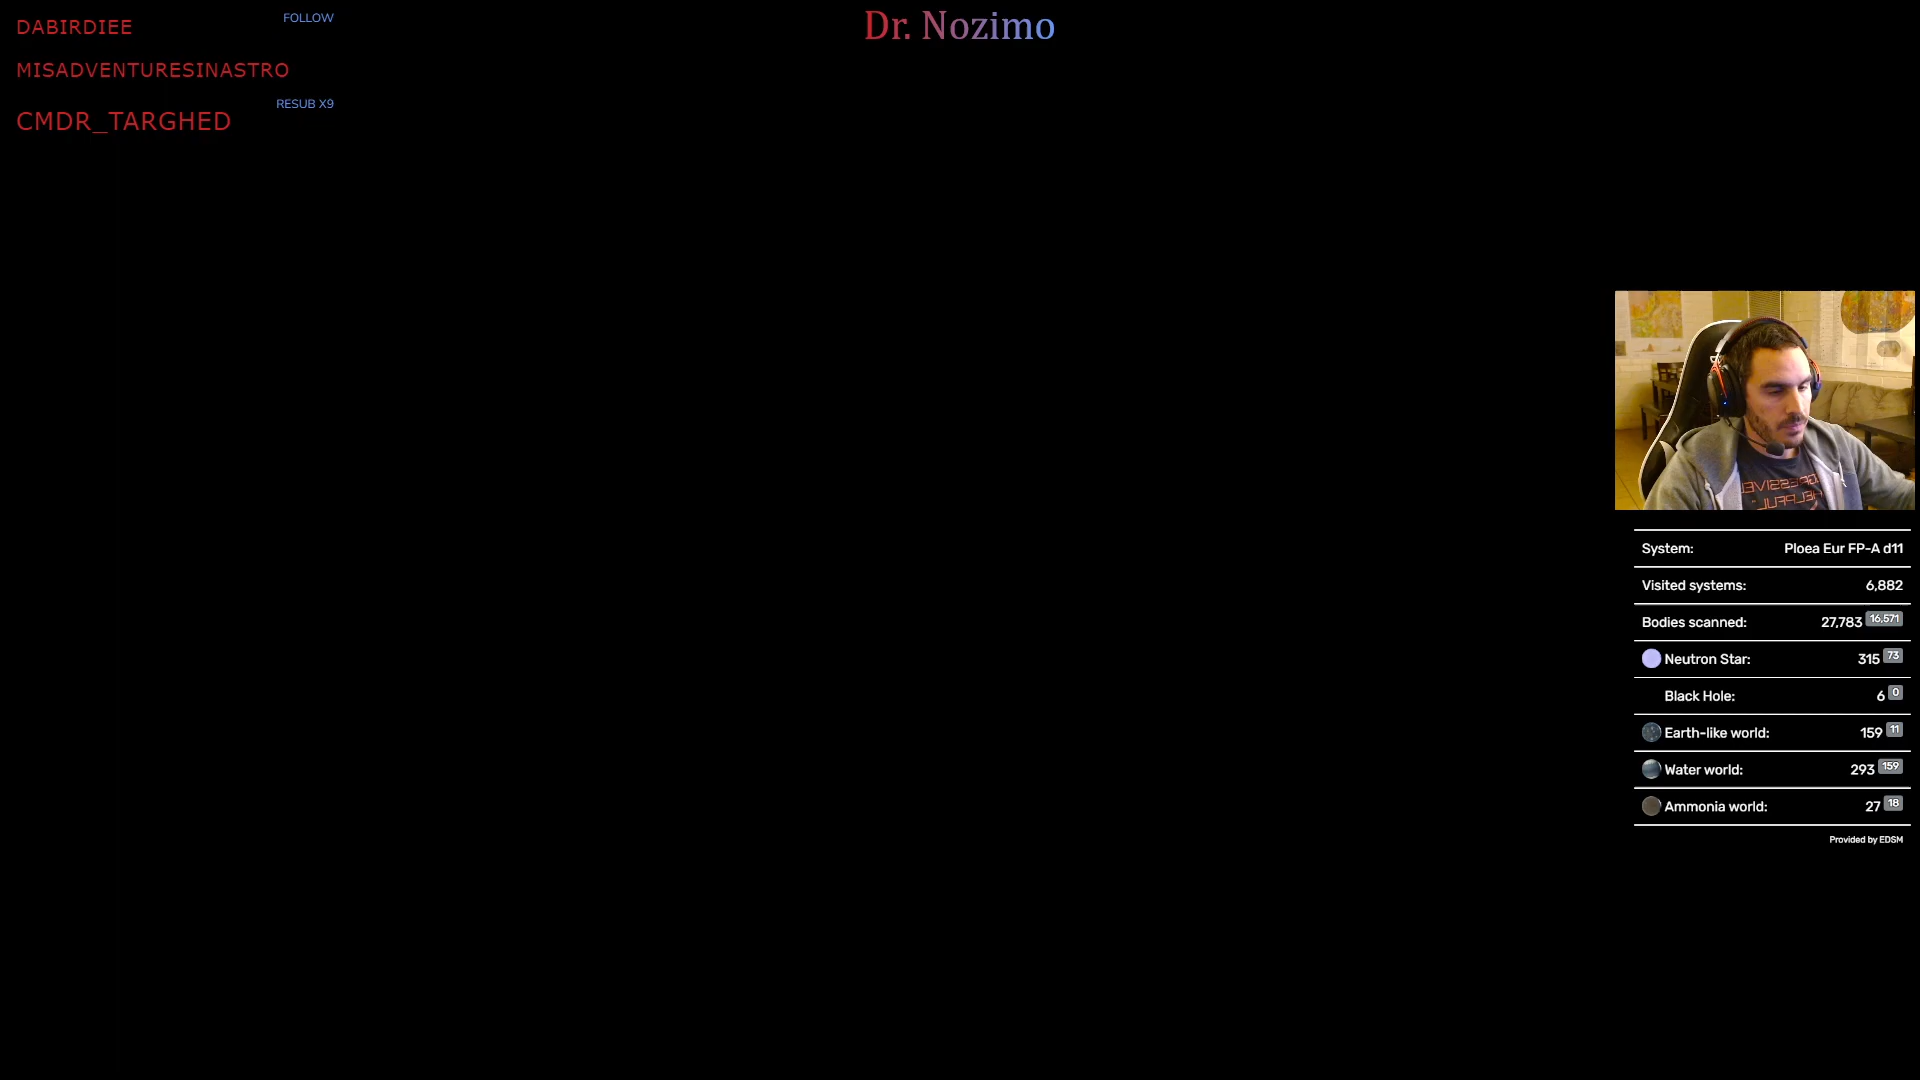 DABIRDIEE
FOLLOW
MISADVENTURESINASTRO
RESUB X9
CMDR_TARGHED
Dr. Nozimo
System: Ploea Eur FP-A d11
Visited systems: 6,882
Bodies scanned: 27,783 16,571
Neutron Star: 315 73
Black Hole: 6 0
Earth-like world: 159 11
Water world: 293 159
Ammonia world: 27 18
Provided by EDSM